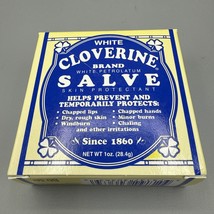 WHITE
CLOVERINE
BRAND
WHITE PETROLATUM
SALVE
SKIN PROTECTANT
HELPS PREVENT AND
TEMPORARILY PROTECTS:
• Chapped lips • Chapped hands
• Dry, rough skin • Minor burns
• Windburn • Chafing
and other irritations
Since 1860
NET WT 1oz. (28.4g)